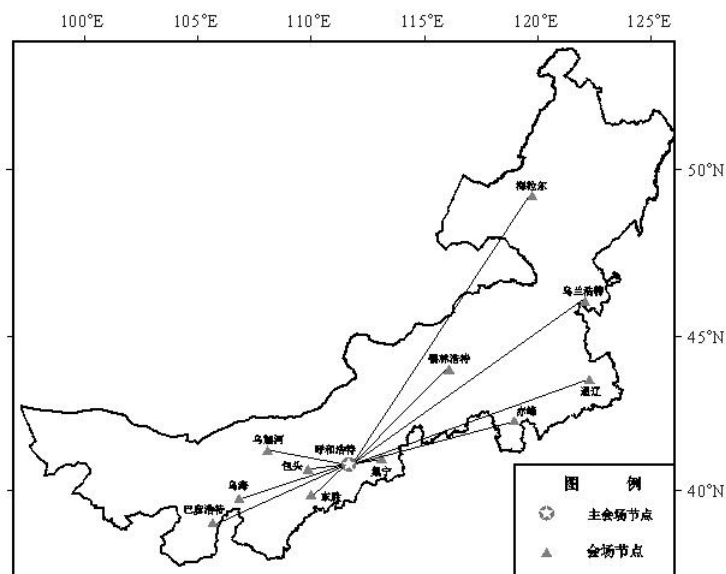 100°E 105°E 110°E 115°E 120°E 125°E
50°N
45°N
40°N
海拉尔
乌兰浩特
锡林浩特
通辽
赤峰
乌加河
呼和浩特
包头
集宁
乌海
东胜
巴彦浩特
图 例
主会场节点
会场节点